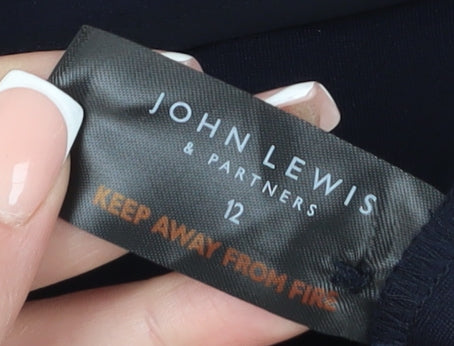 JOHN LEWIS
& PARTNERS
12
KEEP AWAY FROM FIRE